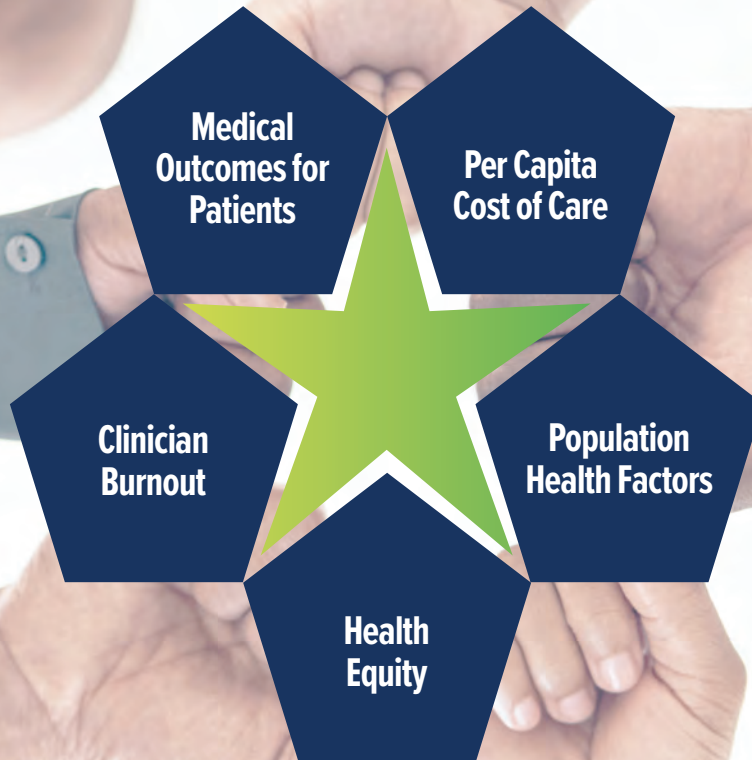 Medical
Outcomes for
Patients
Per Capita
Cost of Care
Clinician
Burnout
Population
Health Factors
Health
Equity